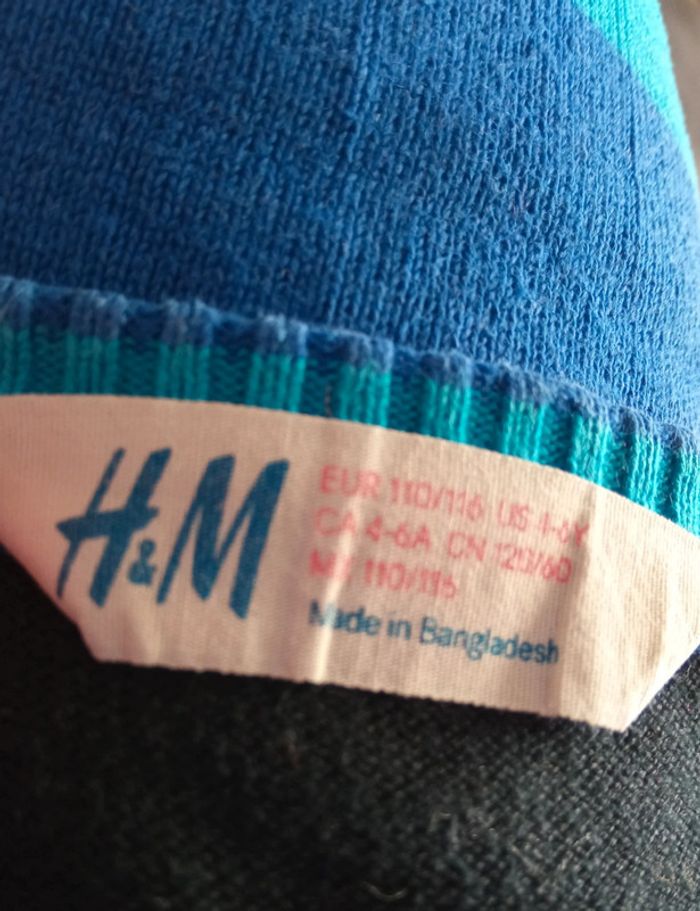 H&M
EUR 110/116 US 4-6Y
CA 4-6A CN 120/60
MX 110/116
Made in Bangladesh